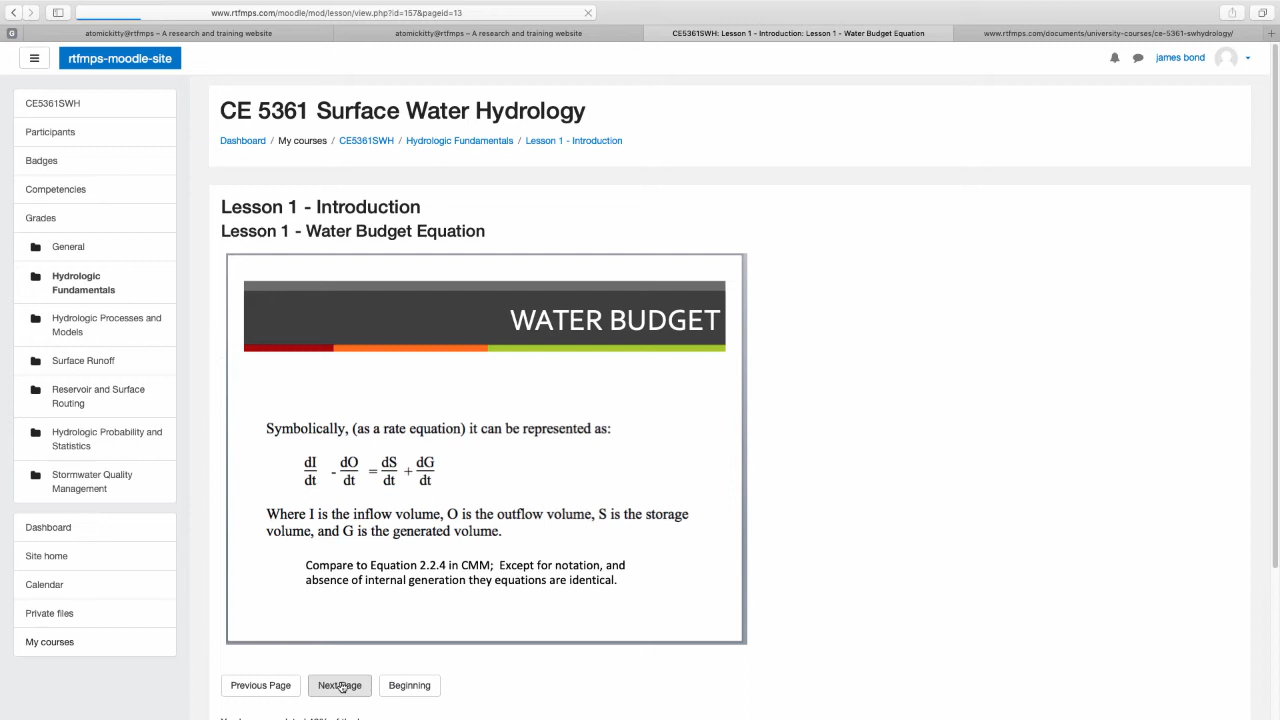 www.rtfmps.com/moodle/mod/lesson/view.php?id=157&pageid=13
G
atomickitty@rtfmps – A research and training website
atomickitty@rtfmps – A research and training website
CE5361SWH: Lesson 1 - Introduction: Lesson 1 - Water Budget Equation
www.rtfmps.com/documents/university-courses/ce-5361-swhydrology/
rtfmps-moodle-site
james bond
CE5361SWH
Participants
Badges
Competencies
Grades
General
Hydrologic
Fundamentals
Hydrologic Processes and
Models
Surface Runoff
Reservoir and Surface
Routing
Hydrologic Probability and
Statistics
Stormwater Quality
Management
Dashboard
Site home
Calendar
Private files
My courses
CE 5361 Surface Water Hydrology
Dashboard / My courses / CE5361SWH / Hydrologic Fundamentals / Lesson 1 - Introduction
Lesson 1 - Introduction
Lesson 1 - Water Budget Equation
WATER BUDGET
Symbolically, (as a rate equation) it can be represented as:
dI/dt - dO/dt = dS/dt + dG/dt
Where I is the inflow volume, O is the outflow volume, S is the storage
volume, and G is the generated volume.
Compare to Equation 2.2.4 in CMM; Except for notation, and
absence of internal generation they equations are identical.
Previous Page
Next Page
Beginning